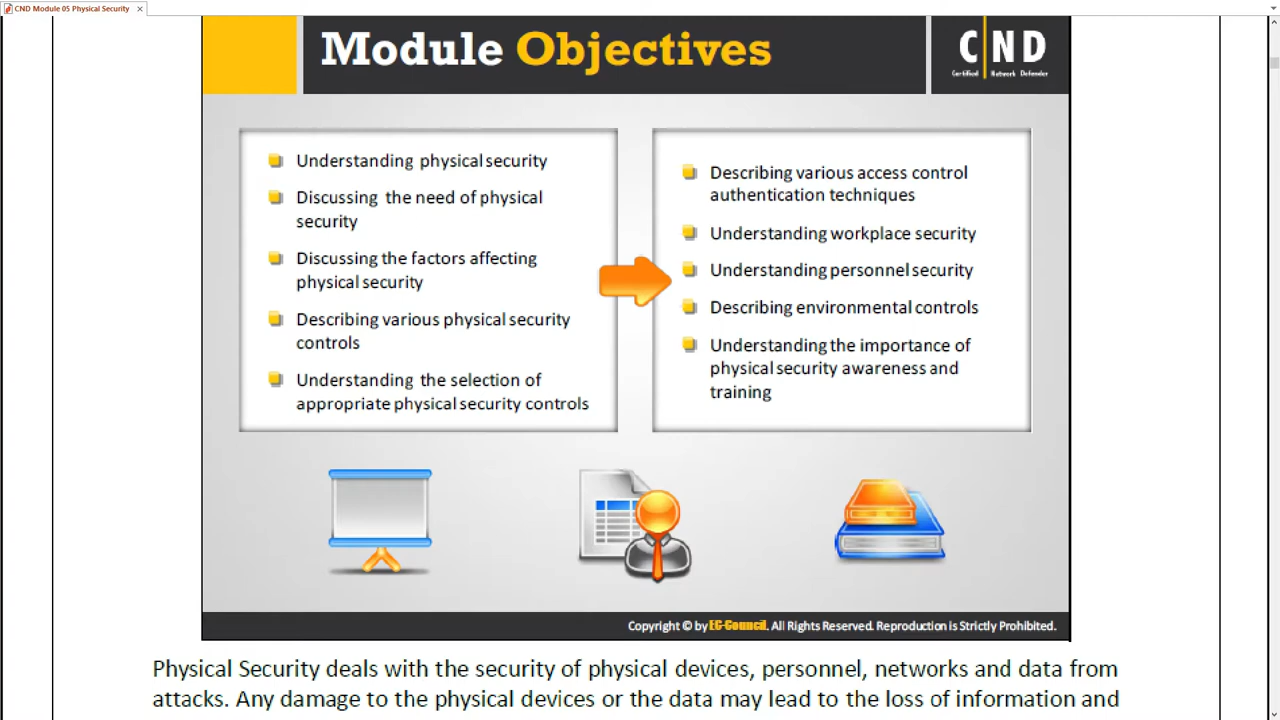 CND Module 05 Physical Security
Module Objectives
C|ND
Certified Network Defender
Understanding physical security
Discussing the need of physical
security
Discussing the factors affecting
physical security
Describing various physical security
controls
Understanding the selection of
appropriate physical security controls
Describing various access control
authentication techniques
Understanding workplace security
Understanding personnel security
Describing environmental controls
Understanding the importance of
physical security awareness and
training
Copyright © by EC-Council. All Rights Reserved. Reproduction is Strictly Prohibited.
Physical Security deals with the security of physical devices, personnel, networks and data from
attacks. Any damage to the physical devices or the data may lead to the loss of information and